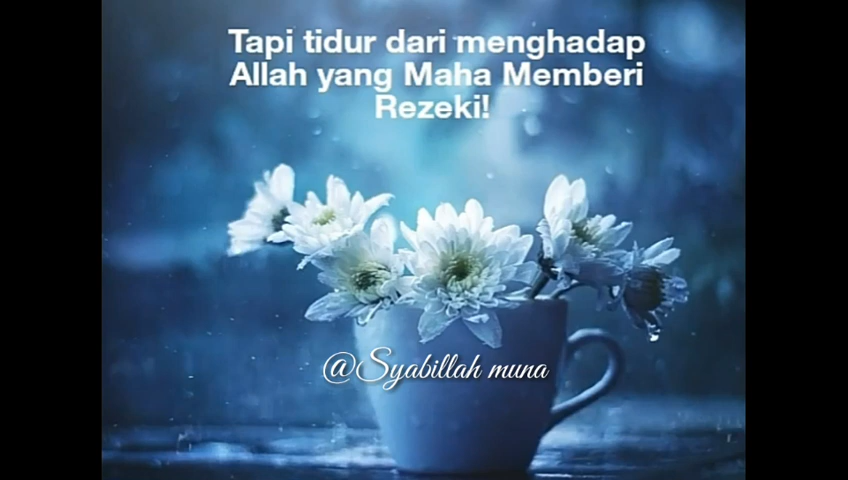 Tapi tidur dari menghadap
Allah yang Maha Memberi
Rezeki!
@Syabillah muna